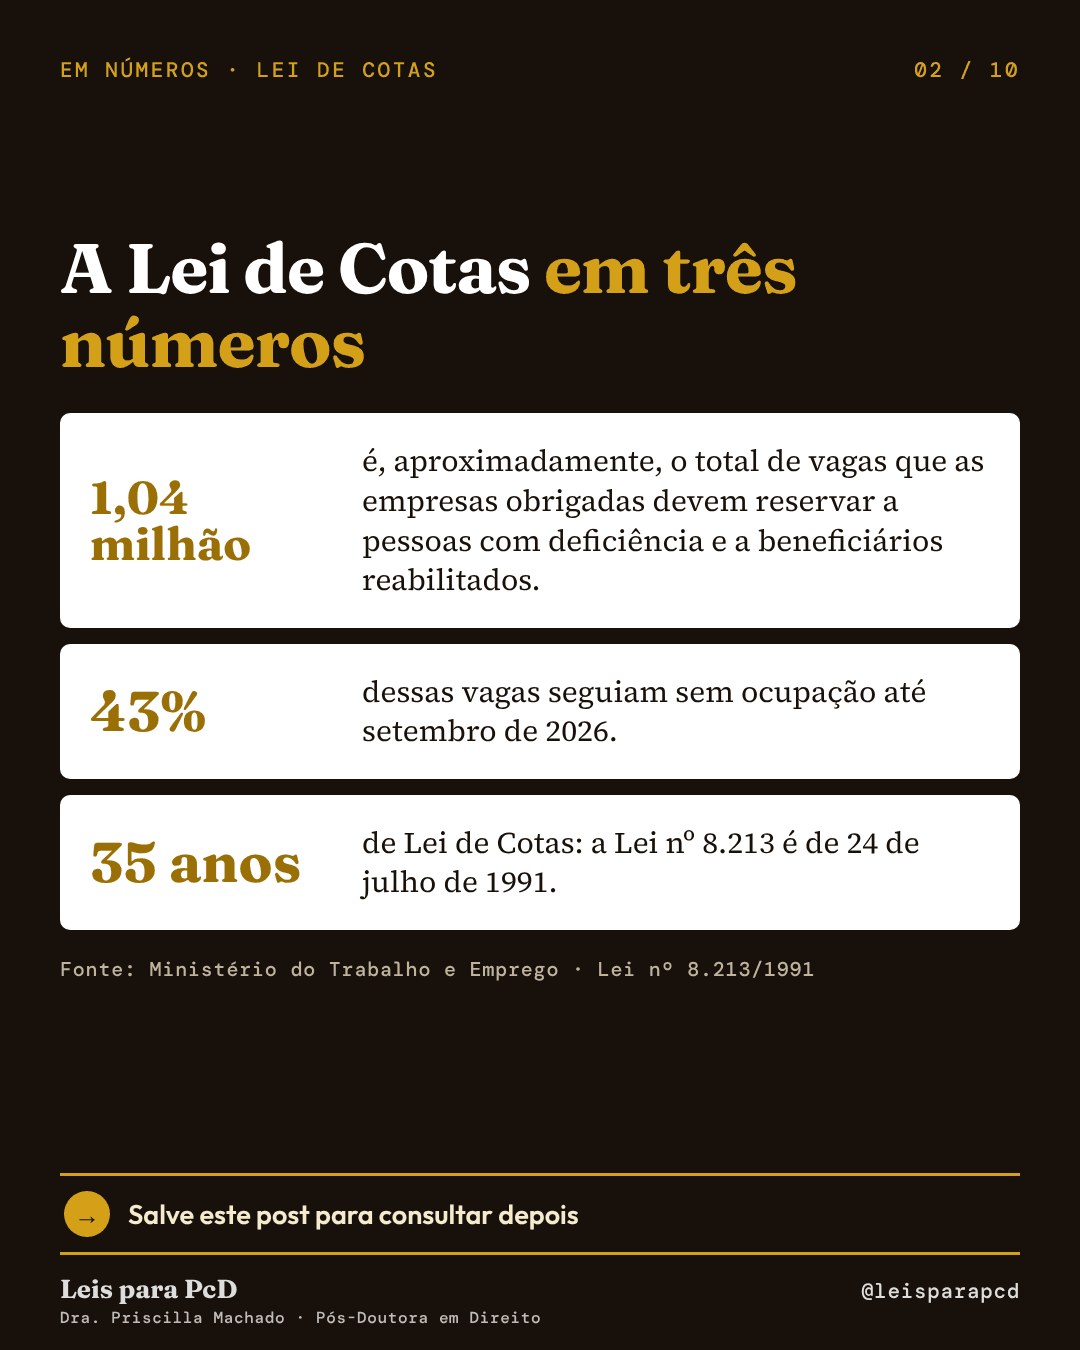 EM NÚMEROS · LEI DE COTAS
02 / 10
A Lei de Cotas em três
números
1,04
milhão
é, aproximadamente, o total de vagas que as
empresas obrigadas devem reservar a
pessoas com deficiência e a beneficiários
reabilitados.
43%
dessas vagas seguiam sem ocupação até
setembro de 2026.
35 anos
de Lei de Cotas: a Lei nº 8.213 é de 24 de
julho de 1991.
Fonte: Ministério do Trabalho e Emprego · Lei nº 8.213/1991
→ Salve este post para consultar depois
Leis para PcD
@leisparapcd
Dra. Priscilla Machado · Pós-Doutora em Direito